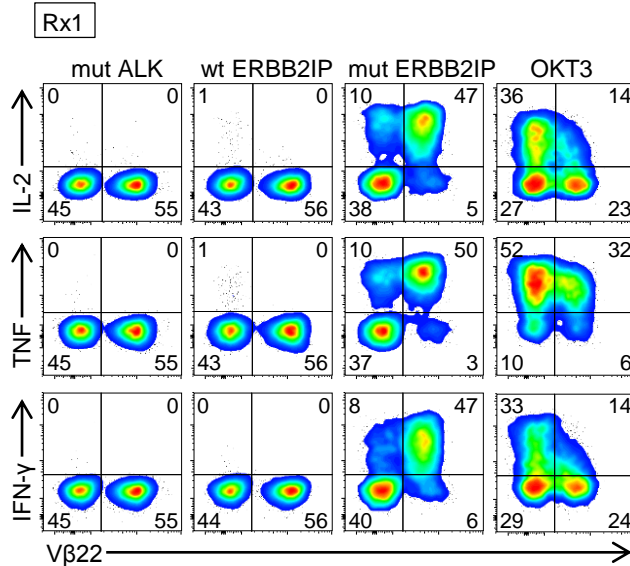 Rx1
mut ALK wt ERBB2IP mut ERBB2IP OKT3
IL-2
0 0 1 0 10 47 36 14
45 55 43 56 38 5 27 23
TNF
0 0 1 0 10 50 52 32
45 55 43 56 37 3 10 6
IFN-γ
0 0 0 0 8 47 33 14
45 55 44 56 40 6 29 24
Vβ22